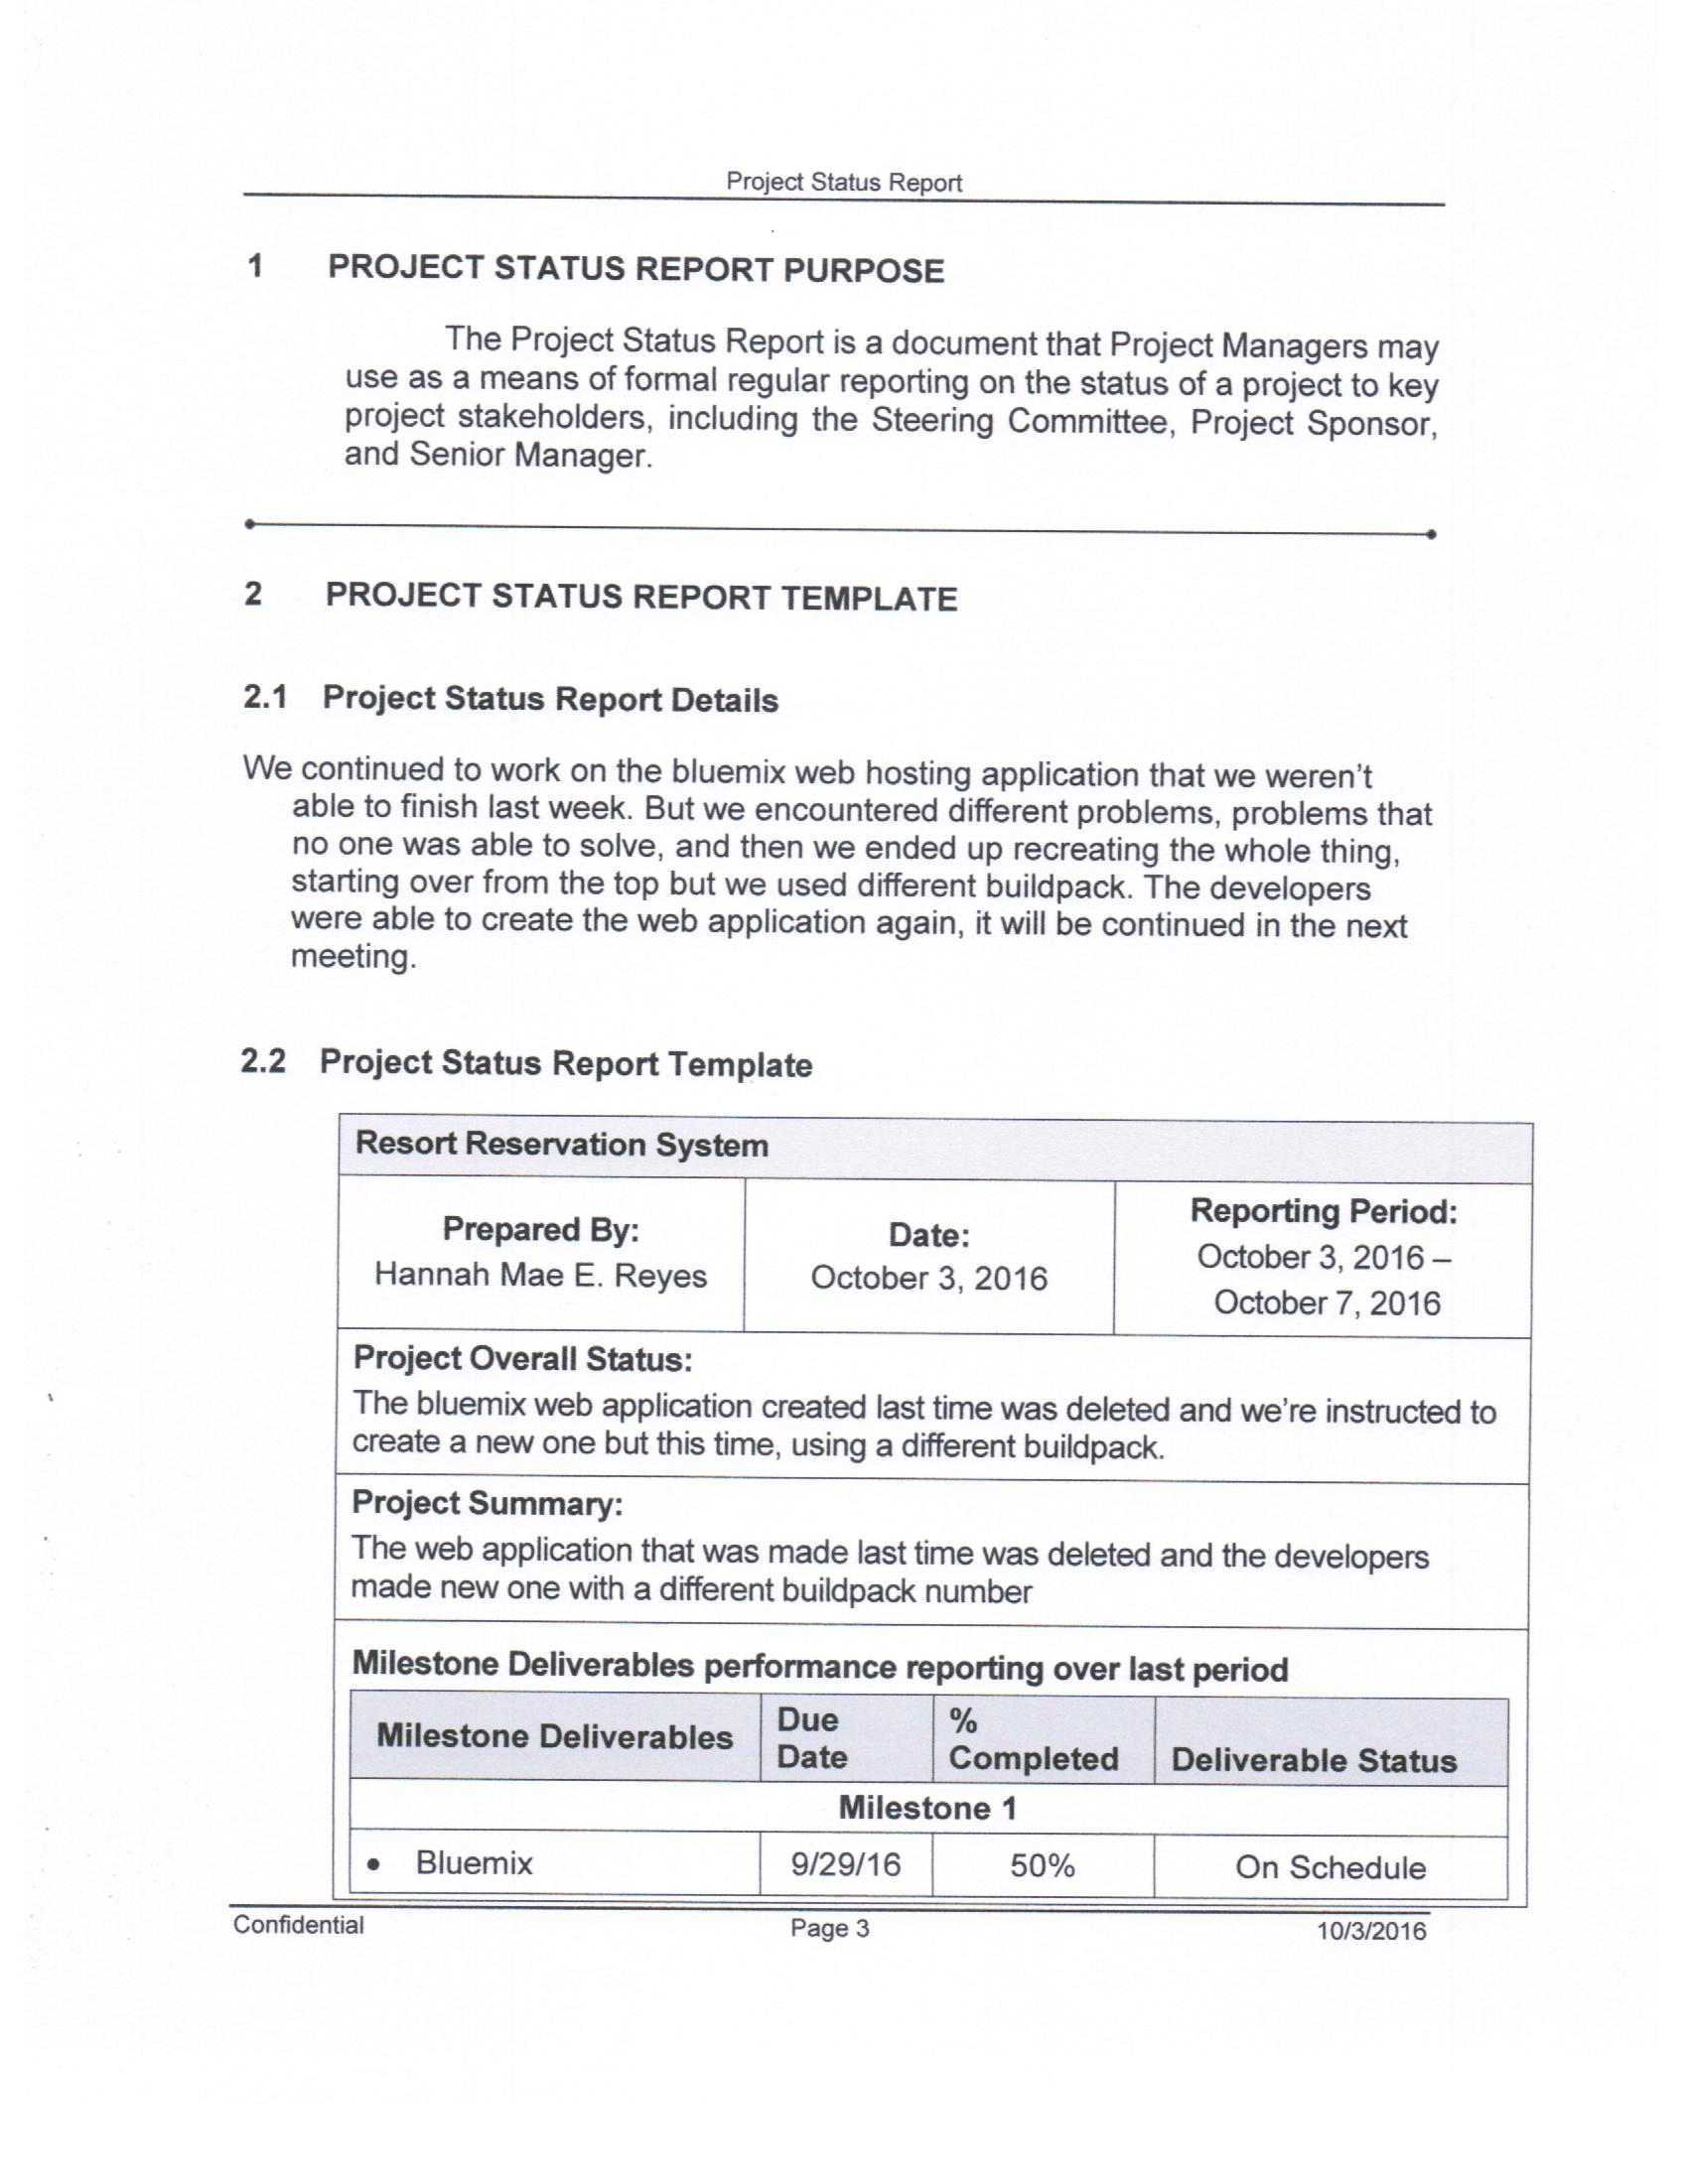 Project Status Report
1 PROJECT STATUS REPORT PURPOSE
The Project Status Report is a document that Project Managers may
use as a means of formal regular reporting on the status of a project to key
project stakeholders, including the Steering Committee, Project Sponsor,
and Senior Manager.
2 PROJECT STATUS REPORT TEMPLATE
2.1 Project Status Report Details
We continued to work on the bluemix web hosting application that we weren't
able to finish last week. But we encountered different problems, problems that
no one was able to solve, and then we ended up recreating the whole thing,
starting over from the top but we used different buildpack. The developers
were able to create the web application again, it will be continued in the next
meeting.
2.2 Project Status Report Template
Resort Reservation System
Prepared By:
Hannah Mae E. Reyes
Date:
October 3, 2016
Reporting Period:
October 3, 2016 –
October 7, 2016
Project Overall Status:
The bluemix web application created last time was deleted and we're instructed to
create a new one but this time, using a different buildpack.
Project Summary:
The web application that was made last time was deleted and the developers
made new one with a different buildpack number
Milestone Deliverables performance reporting over last period
Milestone Deliverables
Due
Date
%
Completed
Deliverable Status
Milestone 1
• Bluemix 9/29/16 50% On Schedule
Confidential Page 3 10/3/2016